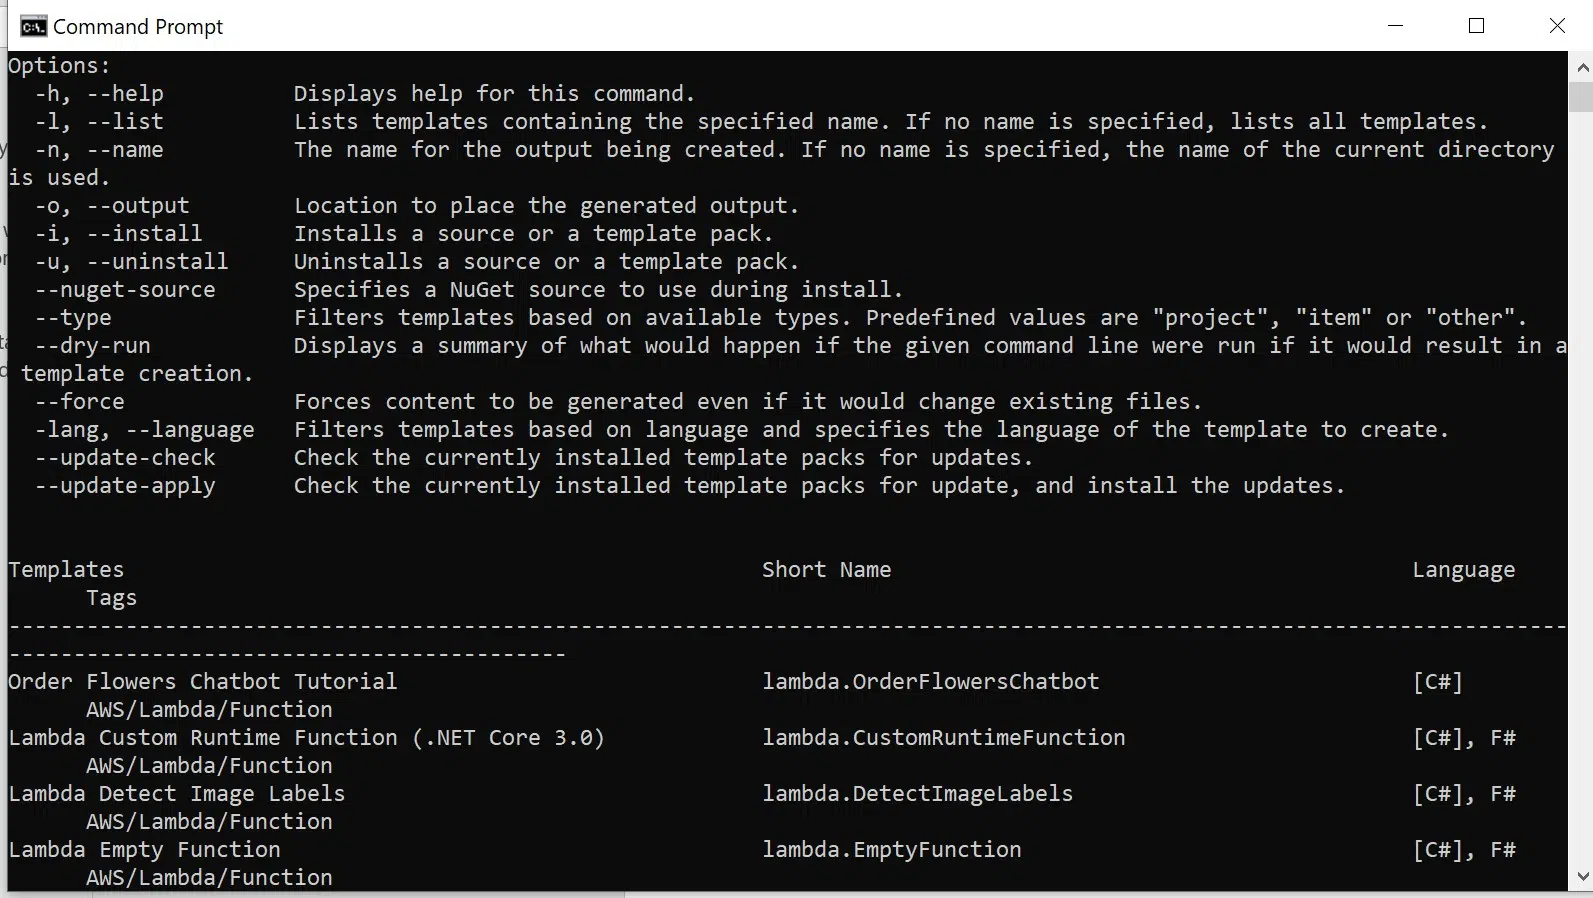 Command Prompt
Options:
  -h, --help          Displays help for this command.
  -l, --list          Lists templates containing the specified name. If no name is specified, lists all templates.
  -n, --name          The name for the output being created. If no name is specified, the name of the current directory
is used.
  -o, --output        Location to place the generated output.
  -i, --install       Installs a source or a template pack.
  -u, --uninstall     Uninstalls a source or a template pack.
  --nuget-source      Specifies a NuGet source to use during install.
  --type              Filters templates based on available types. Predefined values are "project", "item" or "other".
  --dry-run           Displays a summary of what would happen if the given command line were run if it would result in a
 template creation.
  --force             Forces content to be generated even if it would change existing files.
  -lang, --language   Filters templates based on language and specifies the language of the template to create.
  --update-check      Check the currently installed template packs for updates.
  --update-apply      Check the currently installed template packs for update, and install the updates.
Templates                                                 Short Name                                        Language
      Tags
------------------------------------------------------------------------------------------------------------------------
-------------------------------------------
Order Flowers Chatbot Tutorial                            lambda.OrderFlowersChatbot                        [C#]
      AWS/Lambda/Function
Lambda Custom Runtime Function (.NET Core 3.0)            lambda.CustomRuntimeFunction                      [C#], F#
      AWS/Lambda/Function
Lambda Detect Image Labels                                lambda.DetectImageLabels                          [C#], F#
      AWS/Lambda/Function
Lambda Empty Function                                     lambda.EmptyFunction                              [C#], F#
      AWS/Lambda/Function